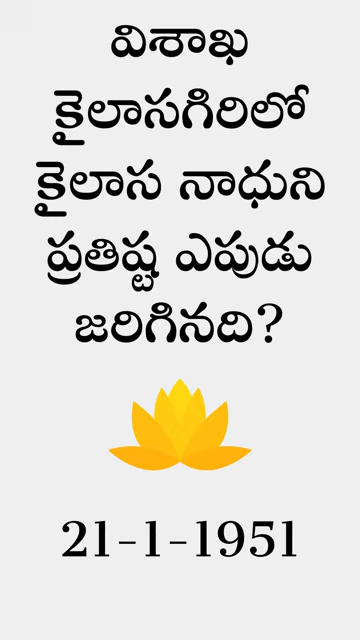 విశాఖ
కైలాసగిరిలో
కైలాస నాధుని
ప్రతిష్ట ఎపుడు
జరిగినది?
21-1-1951